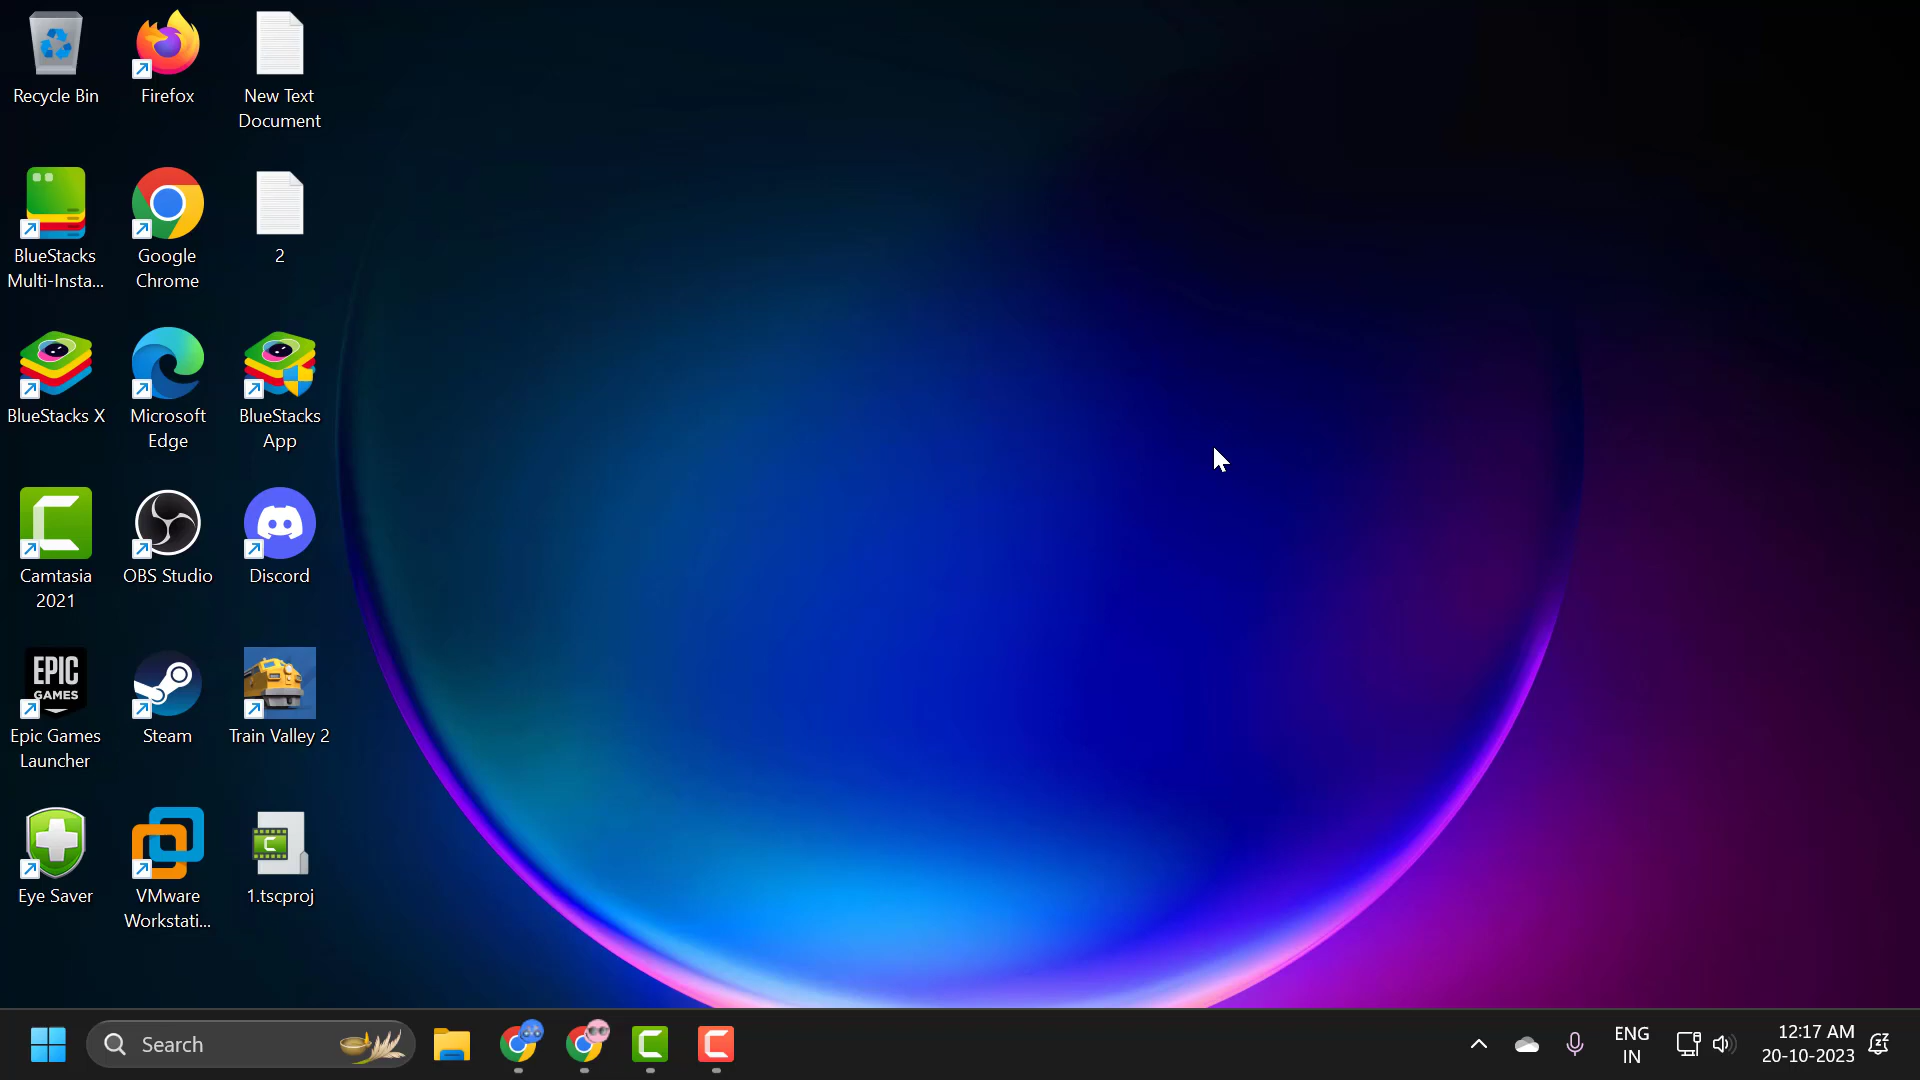 Recycle Bin
Firefox
New Text
Document
BlueStacks
Multi-Insta...
Google
Chrome
2
BlueStacks X
Microsoft
Edge
BlueStacks
App
Camtasia
2021
OBS Studio
Discord
EPIC
GAMES
Epic Games
Launcher
Steam
Train Valley 2
Eye Saver
VMware
Workstati...
1.tscproj
Search
ENG
IN
12:17 AM
20-10-2023